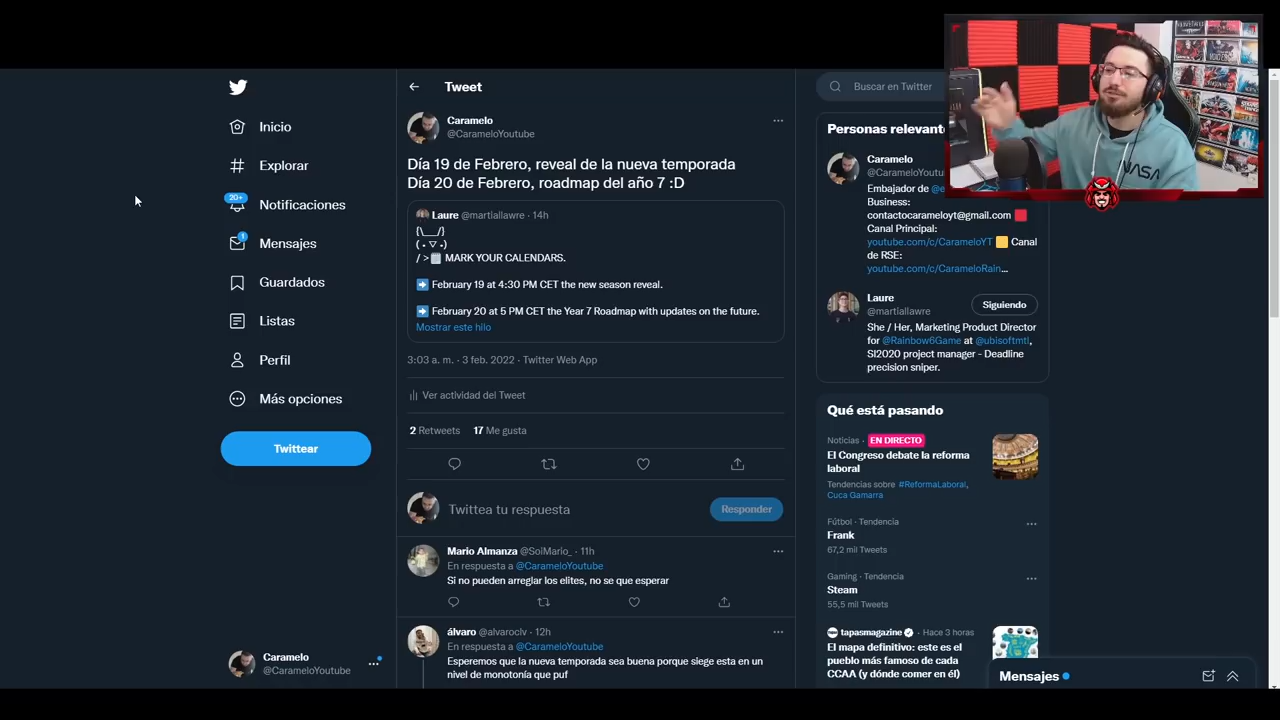 Tweet
Caramelo
@CarameloYoutube
Día 19 de Febrero, reveal de la nueva temporada
Día 20 de Febrero, roadmap del año 7 :D
Laure @martiallawre · 14h
{\__/}
( • ▽ •)
/ >🗓 MARK YOUR CALENDARS.
➡ February 19 at 4:30 PM CET the new season reveal.
➡ February 20 at 5 PM CET the Year 7 Roadmap with updates on the future.
Mostrar este hilo
3:03 a. m. · 3 feb. 2022 · Twitter Web App
Ver actividad del Tweet
2 Retweets 17 Me gusta
Twittea tu respuesta
Responder
Mario Almanza @SoiMario_ · 11h
En respuesta a @CarameloYoutube
Si no pueden arreglar los elites, no se que esperar
álvaro @alvaroclv · 12h
En respuesta a @CarameloYoutube
Esperemos que la nueva temporada sea buena porque siege esta en un
nivel de monotonía que puf
Inicio
Explorar
20+
Notificaciones
1
Mensajes
Guardados
Listas
Perfil
Más opciones
Twittear
Caramelo
@CarameloYoutube
Buscar en Twitter
Personas relevant
Caramelo
@CarameloYoutu
Embajador de @e
Business:
contactocarameloyt@gmail.com
Canal Principal:
youtube.com/c/CarameloYT Canal
de RSE:
youtube.com/c/CarameloRain…
Laure
@martiallawre
Siguiendo
She / Her, Marketing Product Director
for @Rainbow6Game at @ubisoftmtl,
SI2020 project manager - Deadline
precision sniper.
Qué está pasando
Noticias · EN DIRECTO
El Congreso debate la reforma
laboral
Tendencias sobre #ReformaLaboral,
Cuca Gamarra
Fútbol · Tendencia
Frank
67,2 mil Tweets
Gaming · Tendencia
Steam
55,5 mil Tweets
tapasmagazine · Hace 3 horas
El mapa definitivo: este es el
pueblo más famoso de cada
CCAA (y dónde comer en él)
Mensajes
NASA